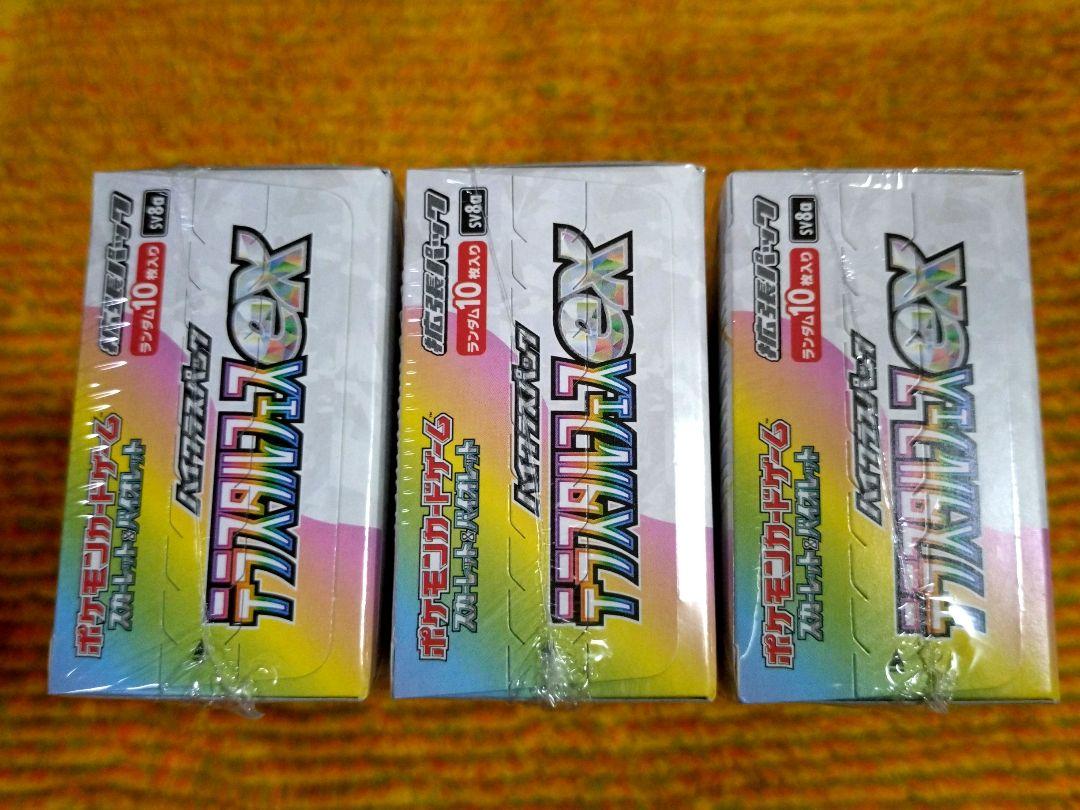 ポケモンカードゲーム
スカーレット&バイオレット
拡張パック
SV8a
ランダム10枚入り
ハイクラスパック
テラスタルフェスex
ポケモンカードゲーム
スカーレット&バイオレット
拡張パック
SV8a
ランダム10枚入り
ハイクラスパック
テラスタルフェスex
ポケモンカードゲーム
スカーレット&バイオレット
拡張パック
SV8a
ランダム10枚入り
ハイクラスパック
テラスタルフェスex